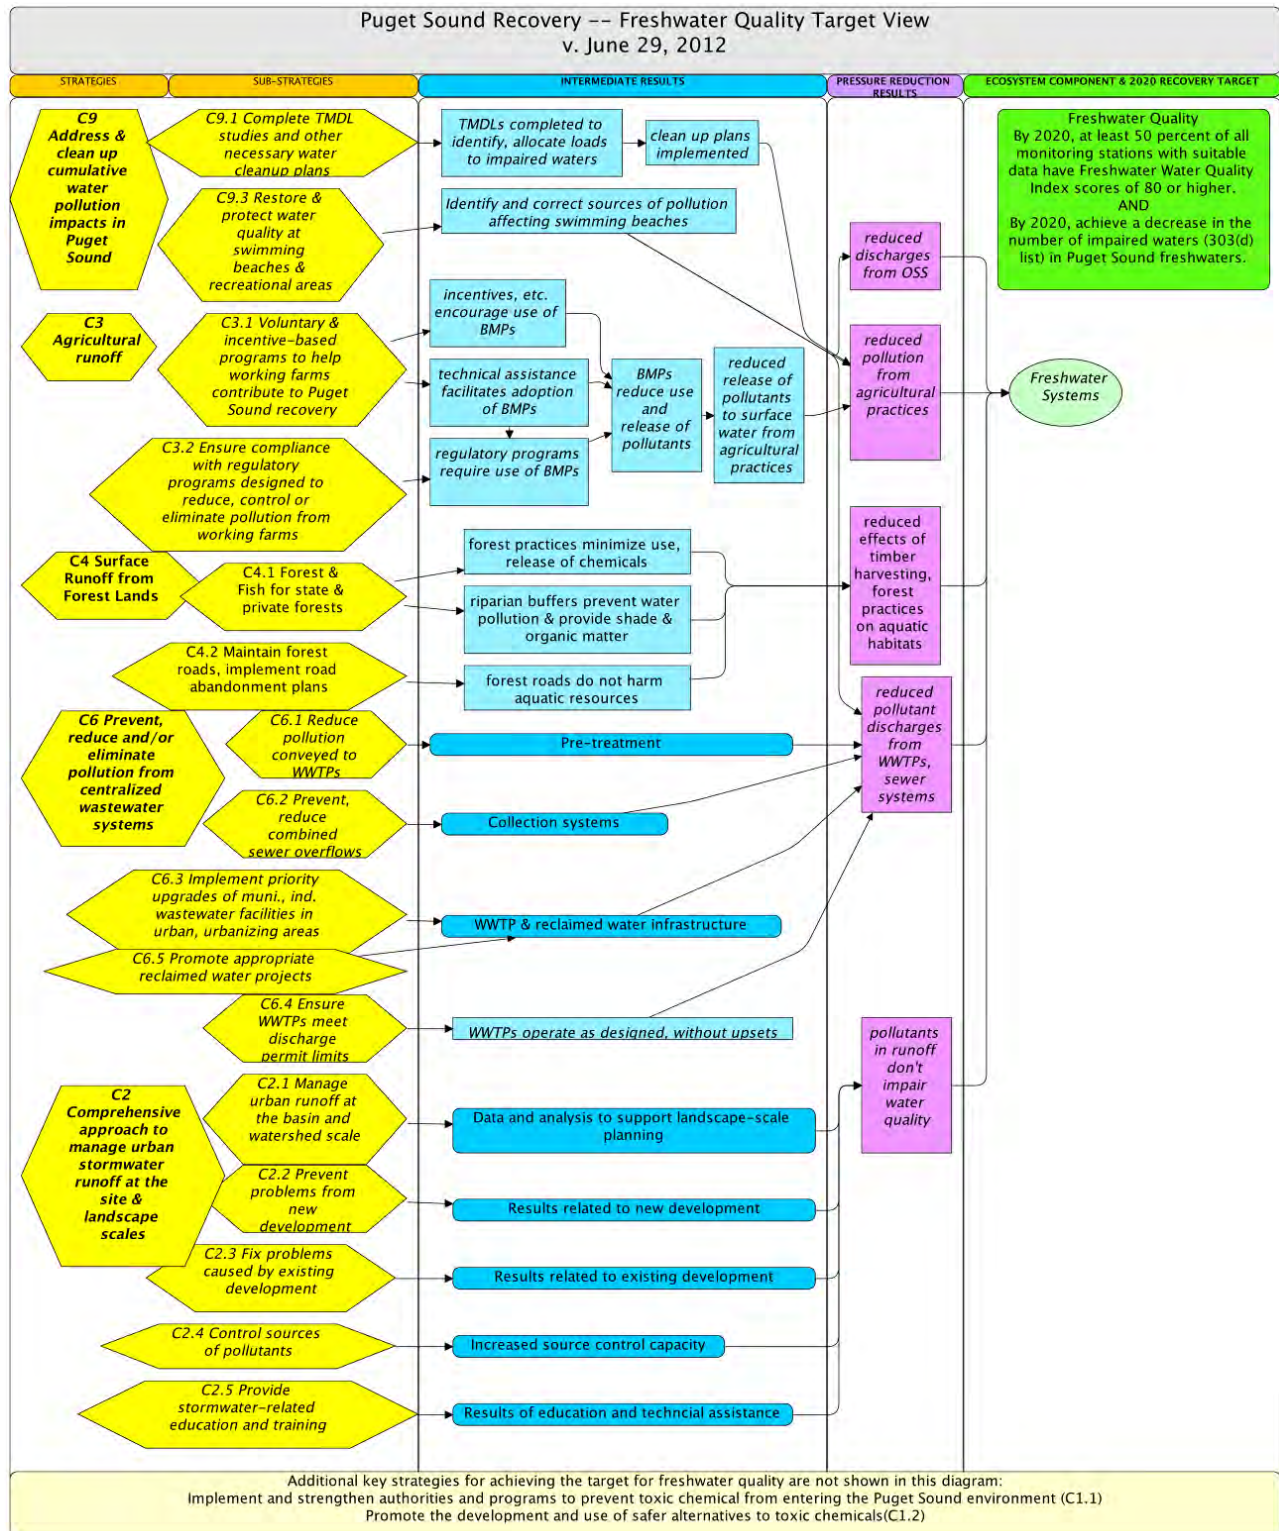 Puget Sound Recovery -- Freshwater Quality Target View
v. June 29, 2012
STRATEGIES
SUB-STRATEGIES
INTERMEDIATE RESULTS
PRESSURE REDUCTION
RESULTS
ECOSYSTEM COMPONENT & 2020 RECOVERY TARGET
C9
Address &
clean up
cumulative
water
pollution
impacts in
Puget
Sound
C9.1 Complete TMDL
studies and other
necessary water
cleanup plans
TMDLs completed to
identify, allocate loads
to impaired waters
clean up plans
implemented
C9.3 Restore &
protect water
quality at
swimming
beaches &
recreational areas
Identify and correct sources of pollution
affecting swimming beaches
reduced
discharges
from OSS
Freshwater Quality
By 2020, at least 50 percent of all
monitoring stations with suitable
data have Freshwater Water Quality
Index scores of 80 or higher.
AND
By 2020, achieve a decrease in the
number of impaired waters (303(d)
list) in Puget Sound freshwaters.
C3
Agricultural
runoff
C3.1 Voluntary &
incentive-based
programs to help
working farms
contribute to Puget
Sound recovery
incentives, etc.
encourage use of
BMPs
technical assistance
facilitates adoption
of BMPs
regulatory programs
require use of BMPs
BMPs
reduce use
and
release of
pollutants
reduced
release of
pollutants
to surface
water from
agricultural
practices
reduced
pollution
from
agricultural
practices
Freshwater
Systems
C3.2 Ensure compliance
with regulatory
programs designed to
reduce, control or
eliminate pollution from
working farms
C4 Surface
Runoff from
Forest Lands
C4.1 Forest &
Fish for state &
private forests
forest practices minimize use,
release of chemicals
riparian buffers prevent water
pollution & provide shade &
organic matter
reduced
effects of
timber
harvesting,
forest
practices
on aquatic
habitats
C4.2 Maintain forest
roads, implement road
abandonment plans
forest roads do not harm
aquatic resources
C6 Prevent,
reduce and/or
eliminate
pollution from
centralized
wastewater
systems
C6.1 Reduce
pollution
conveyed to
WWTPs
Pre-treatment
reduced
pollutant
discharges
from
WWTPs,
sewer
systems
C6.2 Prevent,
reduce
combined
sewer overflows
Collection systems
C6.3 Implement priority
upgrades of muni., ind.
wastewater facilities in
urban, urbanizing areas
WWTP & reclaimed water infrastructure
C6.5 Promote appropriate
reclaimed water projects
C6.4 Ensure
WWTPs meet
discharge
permit limits
WWTPs operate as designed, without upsets
pollutants
in runoff
don't
impair
water
quality
C2
Comprehensive
approach to
manage urban
stormwater
runoff at the
site &
landscape
scales
C2.1 Manage
urban runoff at
the basin and
watershed scale
Data and analysis to support landscape-scale
planning
C2.2 Prevent
problems from
new
development
Results related to new development
C2.3 Fix problems
caused by existing
development
Results related to existing development
C2.4 Control sources
of pollutants
Increased source control capacity
C2.5 Provide
stormwater-related
education and training
Results of education and techncial assistance
Additional key strategies for achieving the target for freshwater quality are not shown in this diagram:
Implement and strengthen authorities and programs to prevent toxic chemical from entering the Puget Sound environment (C1.1)
Promote the development and use of safer alternatives to toxic chemicals(C1.2)